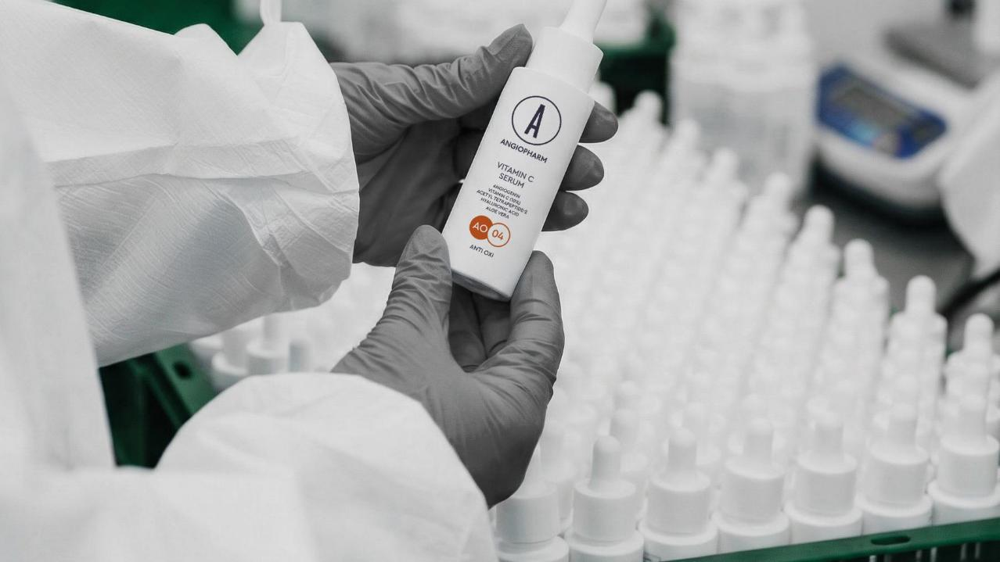 A
ANGIOPHARM
VITAMIN C
SERUM
ANGIOGENIN
VITAMIN C (10%)
ACETYL TETRAPEPTIDE-2
HYALURONIC ACID
ALOE VERA
AO 04
ANTI OXI